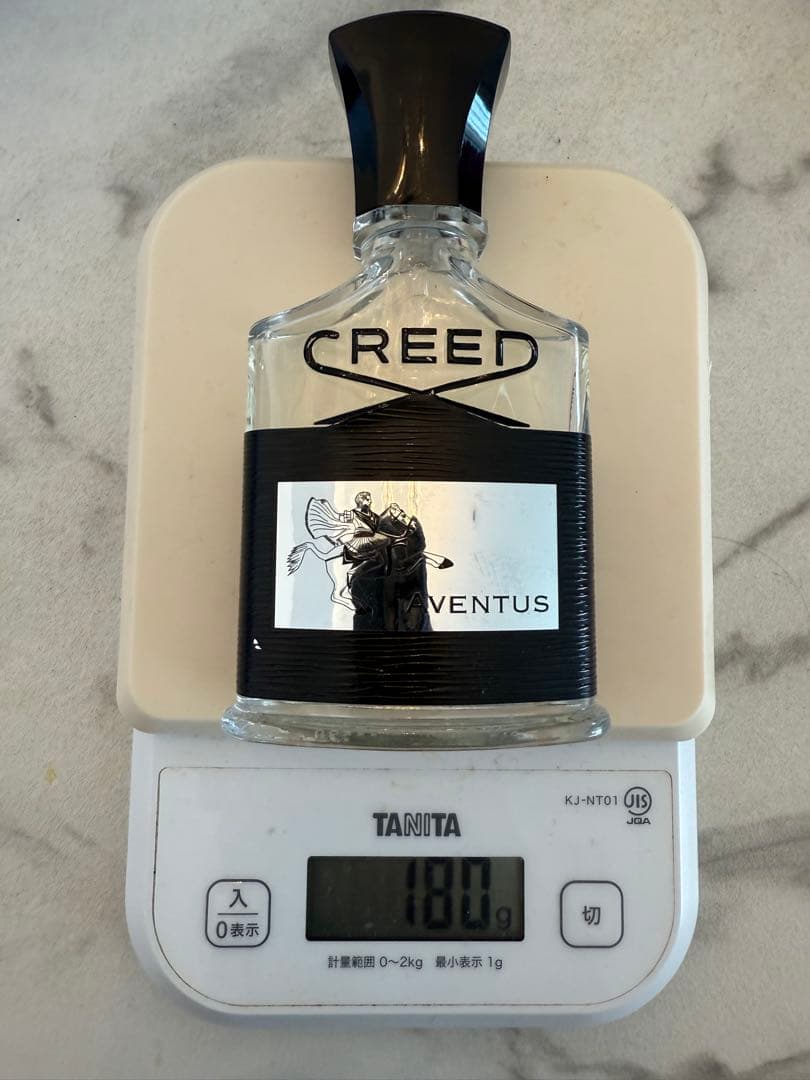 CREED
AVENTUS
KJ-NT01 JIS
JQA
TANITA
入
0表示
180g
切
計量範囲 0〜2kg 最小表示 1g